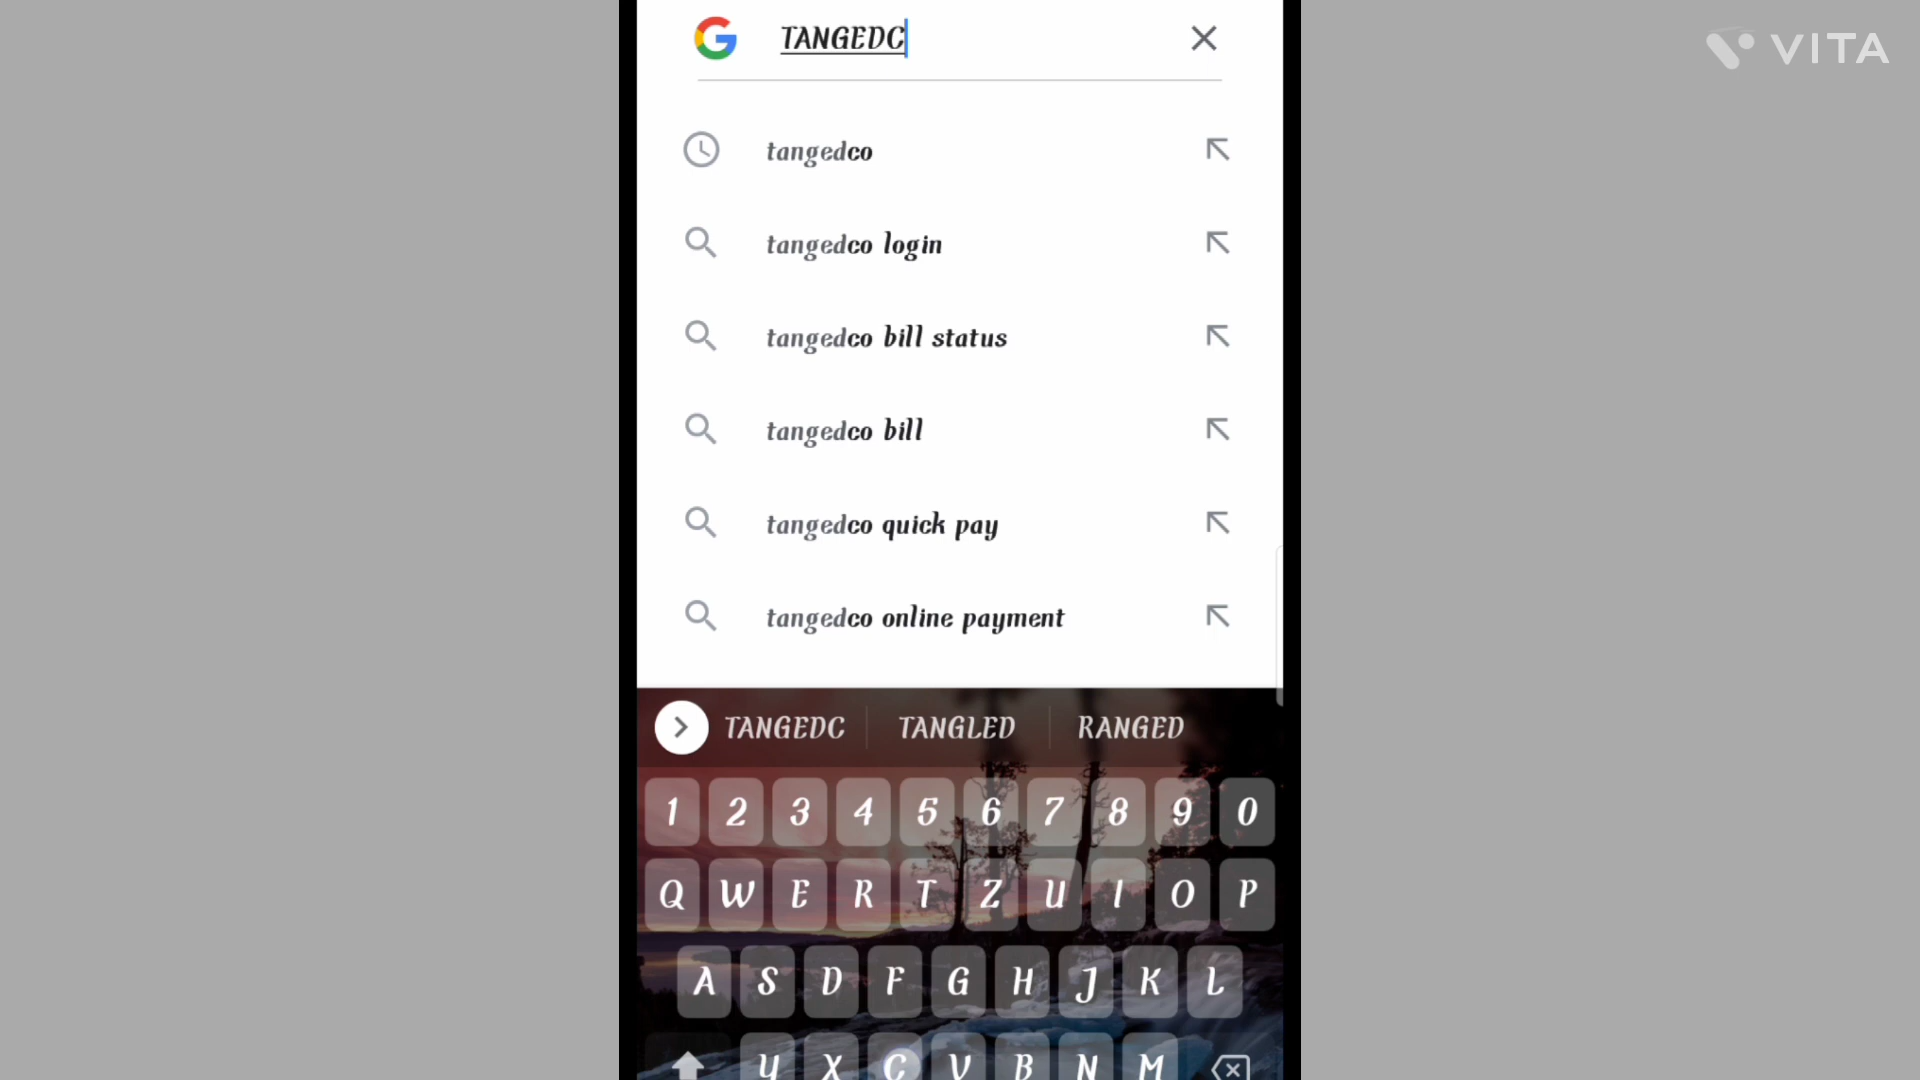 TANGEDC
VITA
tangedco
tangedco login
tangedco bill status
tangedco bill
tangedco quick pay
tangedco online payment
TANGEDC TANGLED RANGED
1 2 3 4 5 6 7 8 9 0
Q W E R T Z U I O P
A S D F G H J K L
Y X C V B N M